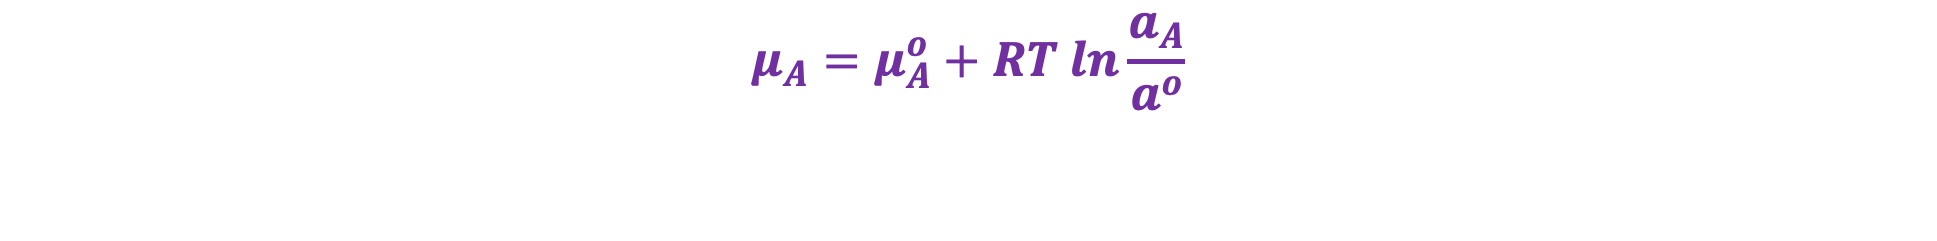 μ_A = μ_A^o + RT ln a_A/a^o